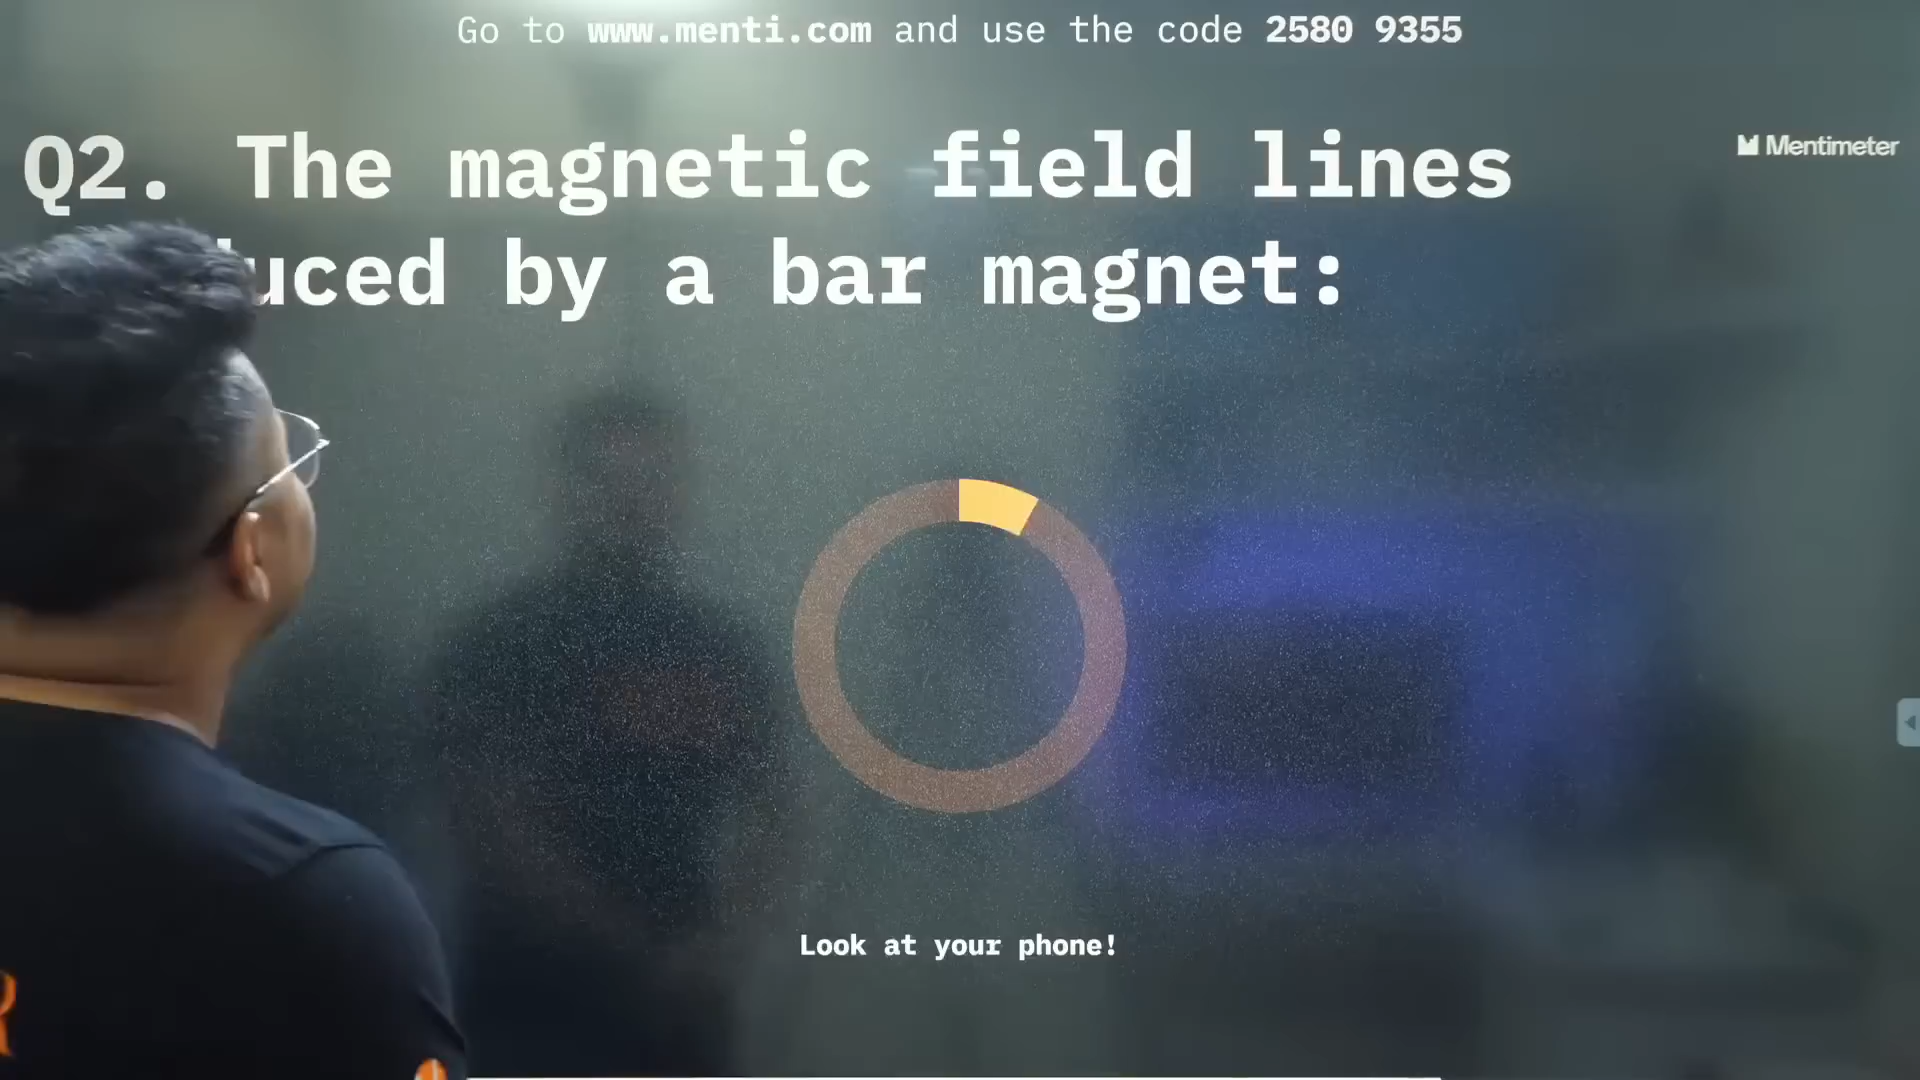 Go to www.menti.com and use the code 2580 9355
Q2. The magnetic field lines
Mentimeter
uced by a bar magnet:
Look at your phone!